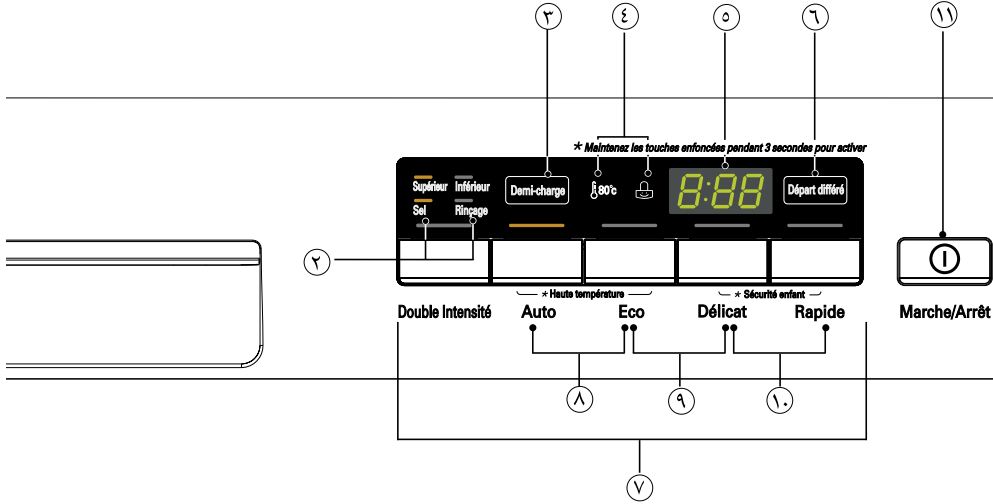 ٣ ٤ ٥ ٦ ١١
* Maintenez les touches enfoncées pendant 3 secondes pour activer
Supérieur Inférieur Demi-charge 80°c 8:88 Départ différé
Sel Rinçage
٢
* Haute température * Sécurité enfant
Double Intensité Auto Eco Délicat Rapide Marche/Arrêt
٨ ٩ ١٠
٧